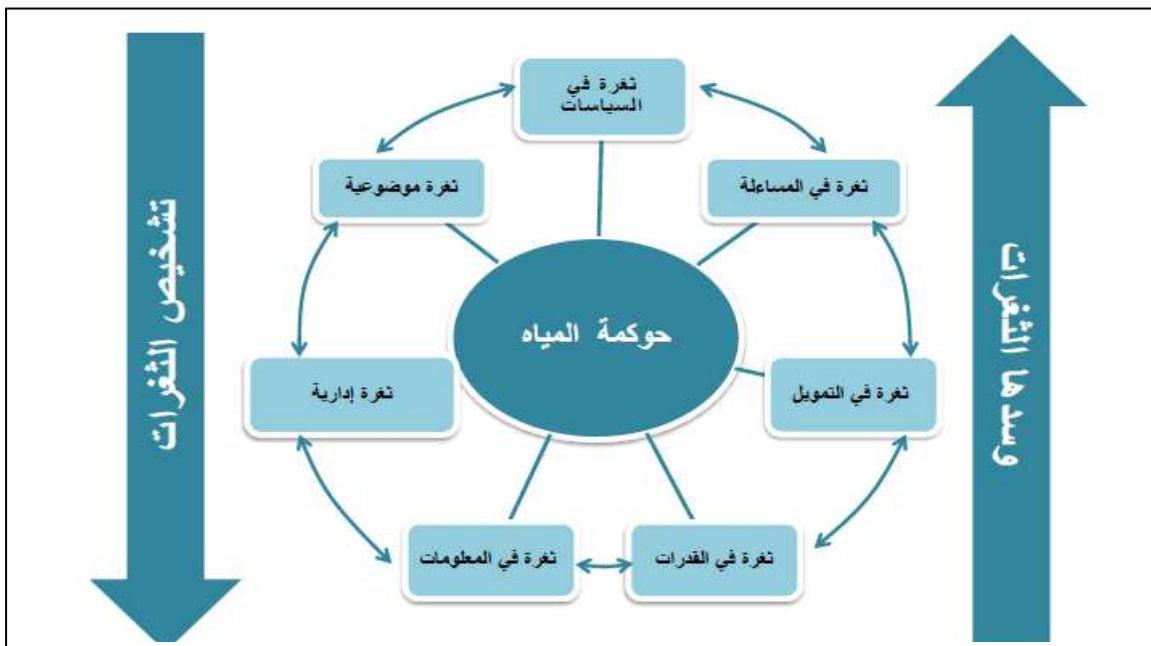 ثغرة في
السياسات
ثغرة في المساءلة
ثغرة موضوعية
حوكمة المياه
ثغرة في التمويل
ثغرة إدارية
ثغرة في القدرات
ثغرة في المعلومات
تشخيص الثغرات
وسدها الثغرات